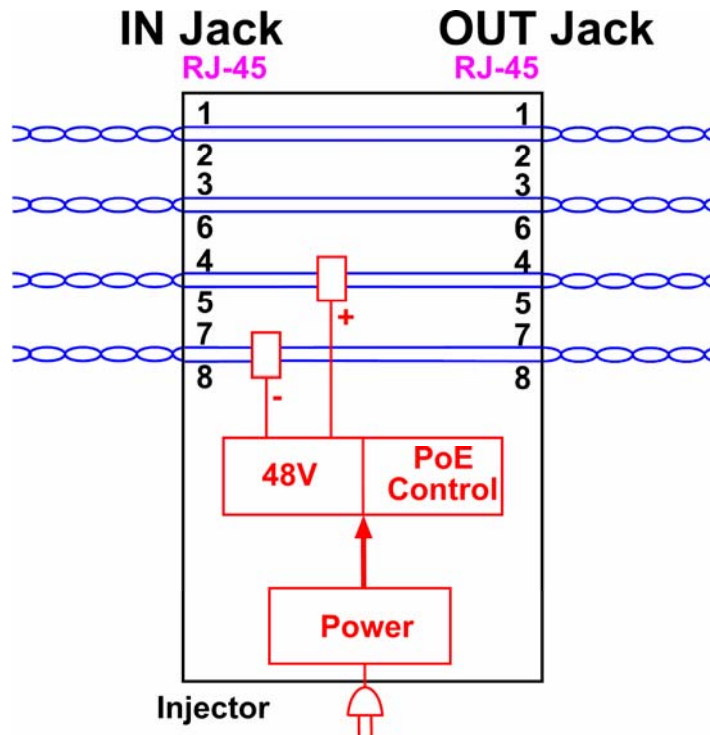 IN Jack OUT Jack
RJ-45 RJ-45
1 1
2 2
3 3
6 6
4 4
5 5
+
7 7
8 8
-
48V PoE
Control
Power
Injector